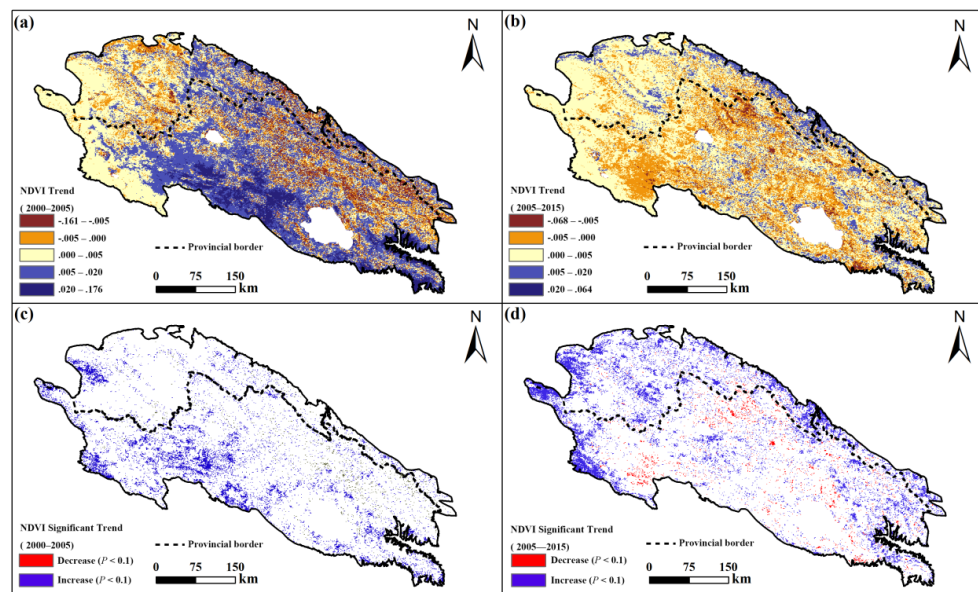 (a)
N
NDVI Trend
( 2000–2005)
-.161 – -.005
-.005 – .000
.000 – .005
.005 – .020
.020 – .176
Provincial border
0 75 150
km
(b)
N
NDVI Trend
(2005–2015)
-.068 – -.005
-.005 – .000
.000 – .005
.005 – .020
.020 – .064
Provincial border
0 75 150
km
(c)
N
NDVI Significant Trend
( 2000–2005)
Decrease (P < 0.1)
Increase (P < 0.1)
Provincial border
0 75 150
km
(d)
N
NDVI Significant Trend
(2005—2015)
Decrease (P < 0.1)
Increase (P < 0.1)
Provincial border
0 75 150
km